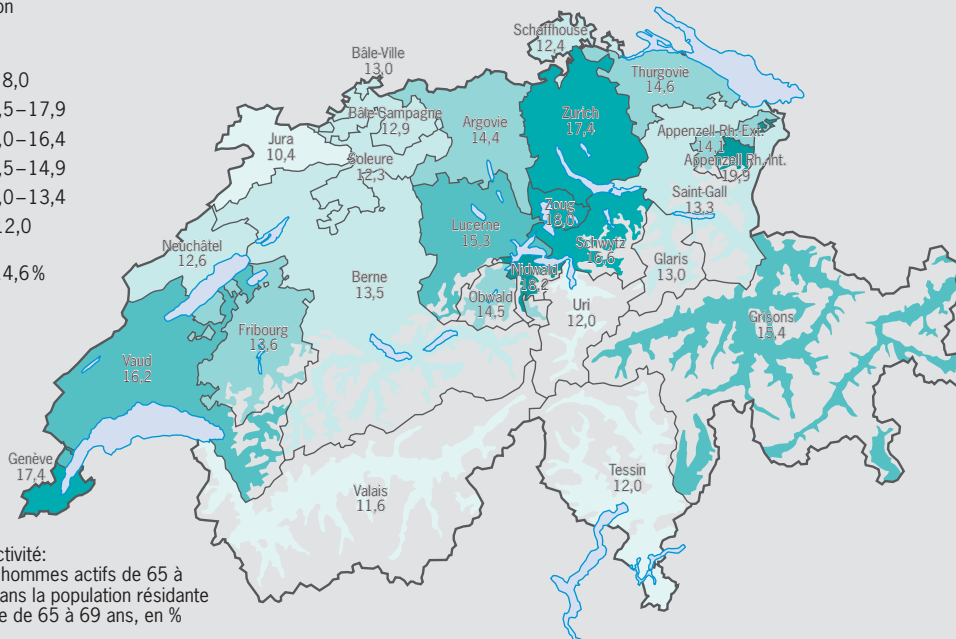 on
8,0
,5–17,9
,0–16,4
,5–14,9
,0–13,4
12,0
4,6%
Schaffhouse
12,4
Bâle-Ville
13,0
Thurgovie
14,6
Bâle-Campagne
12,9
Argovie
14,4
Zurich
17,4
Jura
10,4
Appenzell Rh.-Ext.
14,1
Soleure
12,3
Appenzell Rh.-Int.
19,9
Saint-Gall
13,3
Zoug
18,0
Lucerne
15,3
Schwytz
16,6
Neuchâtel
12,6
Berne
13,5
Nidwald
18,2
Glaris
13,0
Obwald
14,5
Uri
12,0
Grisons
15,4
Fribourg
13,6
Vaud
16,2
Genève
17,4
Tessin
12,0
Valais
11,6
ctivité:
hommes actifs de 65 à
ans la population résidante
e de 65 à 69 ans, en %